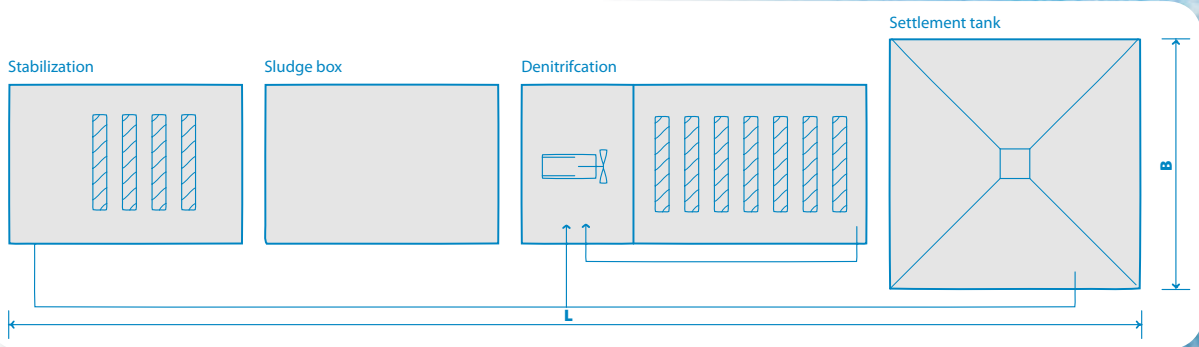 Settlement tank
Stabilization
Sludge box
Denitrifcation
B
L